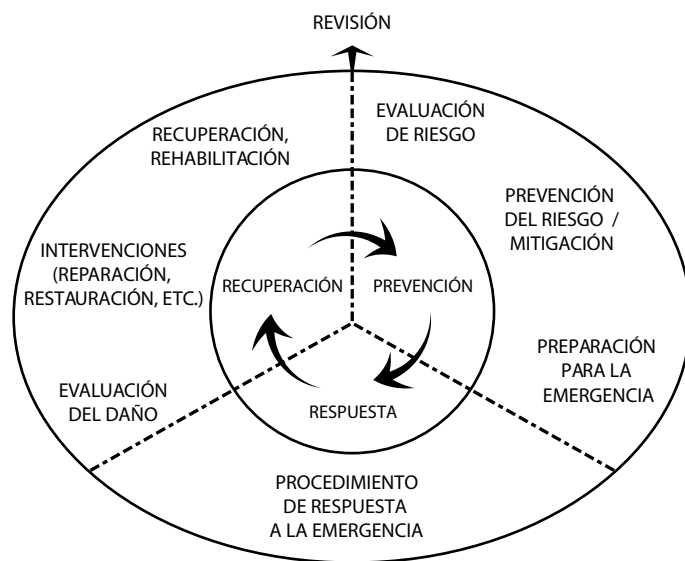 REVISIÓN
EVALUACIÓN
DE RIESGO
RECUPERACIÓN,
REHABILITACIÓN
PREVENCIÓN
DEL RIESGO /
MITIGACIÓN
INTERVENCIONES
(REPARACIÓN,
RESTAURACIÓN, ETC.)
RECUPERACIÓN
PREVENCIÓN
PREPARACIÓN
PARA LA
EMERGENCIA
EVALUACIÓN
DEL DAÑO
RESPUESTA
PROCEDIMIENTO
DE RESPUESTA
A LA EMERGENCIA